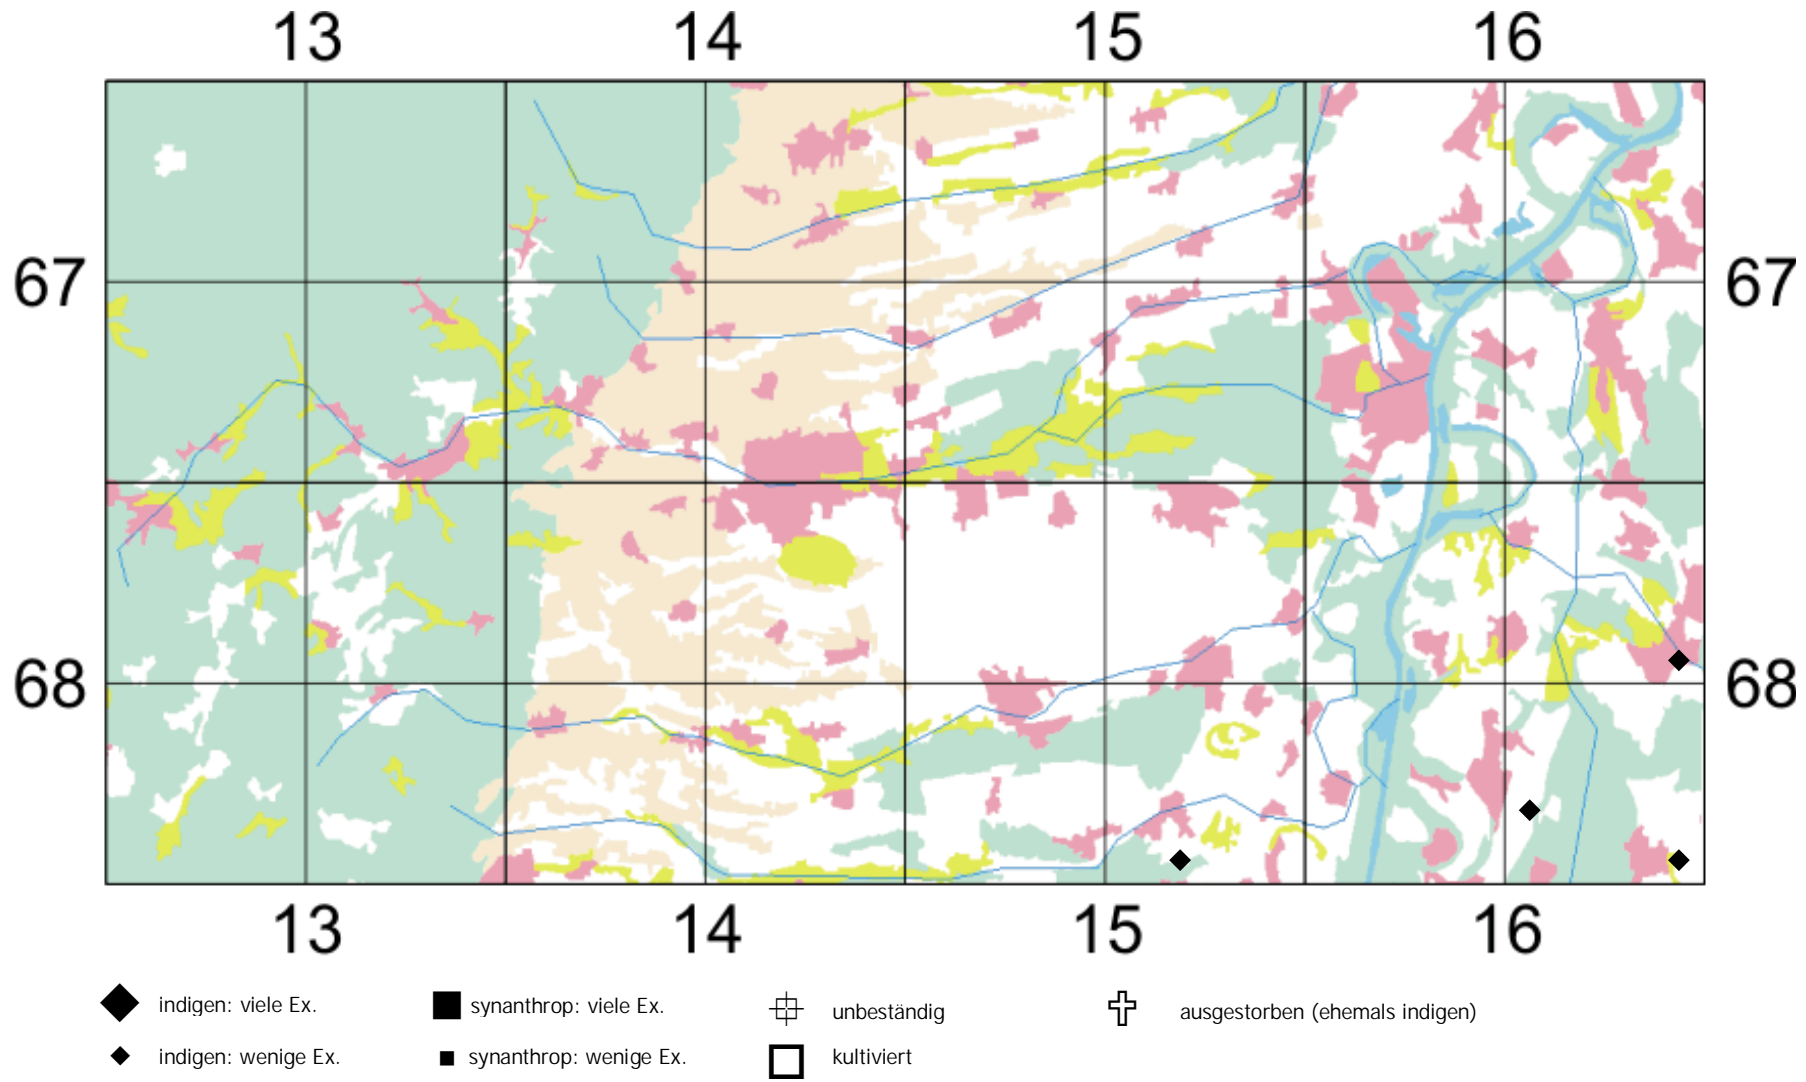 13 14 15 16
67 67
68 68
13 14 15 16
indigen: viele Ex. synanthrop: viele Ex. unbeständig ausgestorben (ehemals indigen)
indigen: wenige Ex. synanthrop: wenige Ex. kultiviert